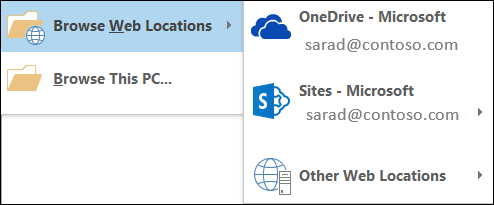 Browse Web Locations
Browse This PC...
OneDrive - Microsoft
sarad@contoso.com
Sites - Microsoft
sarad@contoso.com
Other Web Locations